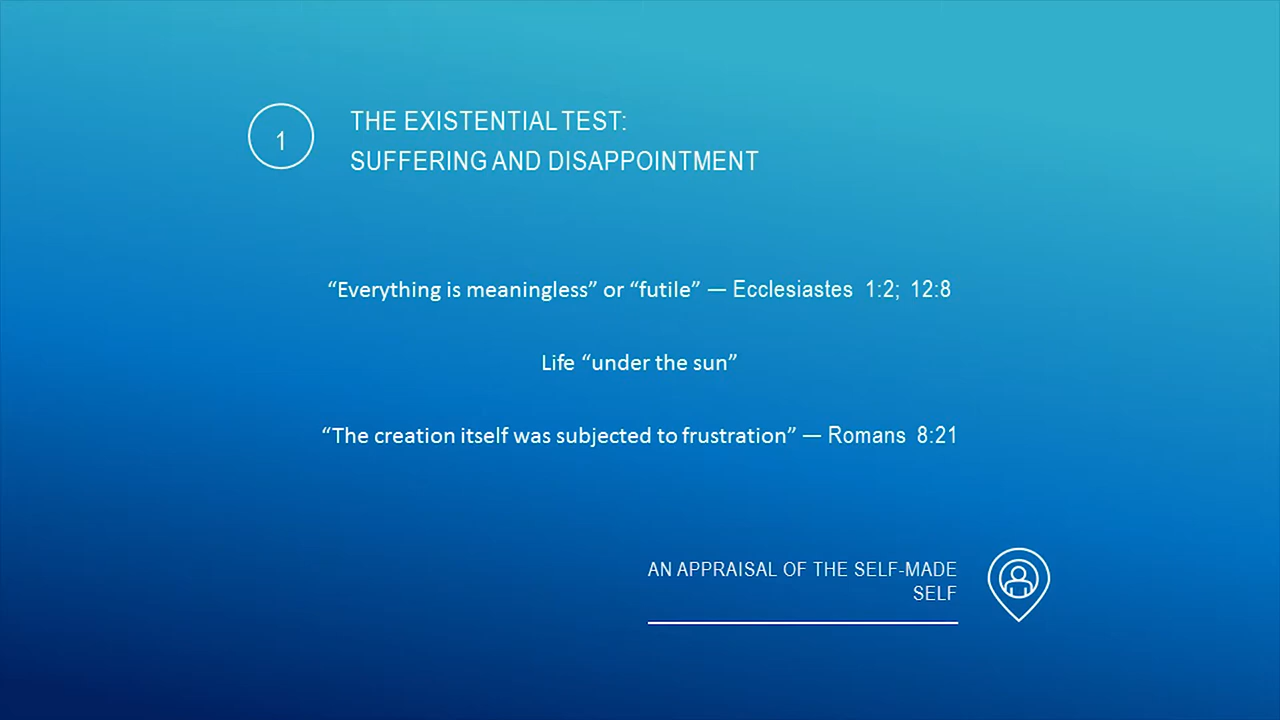 1
THE EXISTENTIAL TEST:
SUFFERING AND DISAPPOINTMENT
“Everything is meaningless” or “futile” — Ecclesiastes 1:2; 12:8
Life “under the sun”
“The creation itself was subjected to frustration” — Romans 8:21
AN APPRAISAL OF THE SELF-MADE
SELF